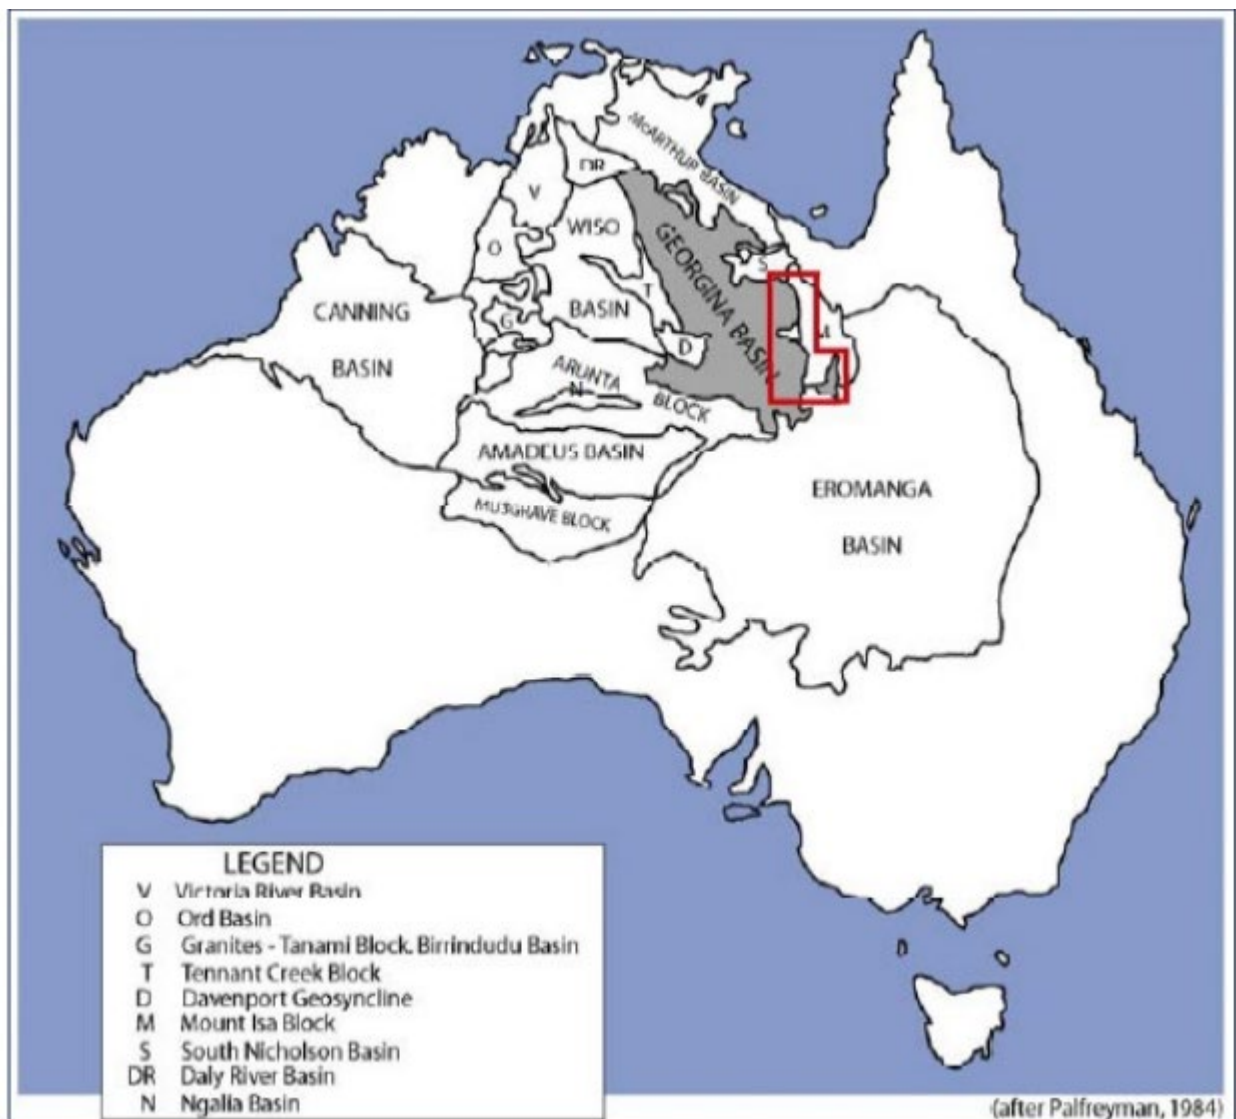 McARTHUP BASIN
DR
V
WISO
O
GEORGINA BASIN
S
T
CANNING
BASIN
G
BASIN
D
ARUNTA
N
BLOCK
BASIN
AMADEUS BASIN
MUSGRAVE BLOCK
EROMANGA
BASIN
LEGEND
V Victoria River Basin
O Ord Basin
G Granites - Tanami Block. Birrindudu Basin
T Tennant Creek Block
D Davenport Geosyncline
M Mount Isa Block
S South Nicholson Basin
DR Daly River Basin
N Ngalia Basin
(after Palfreyman, 1984)